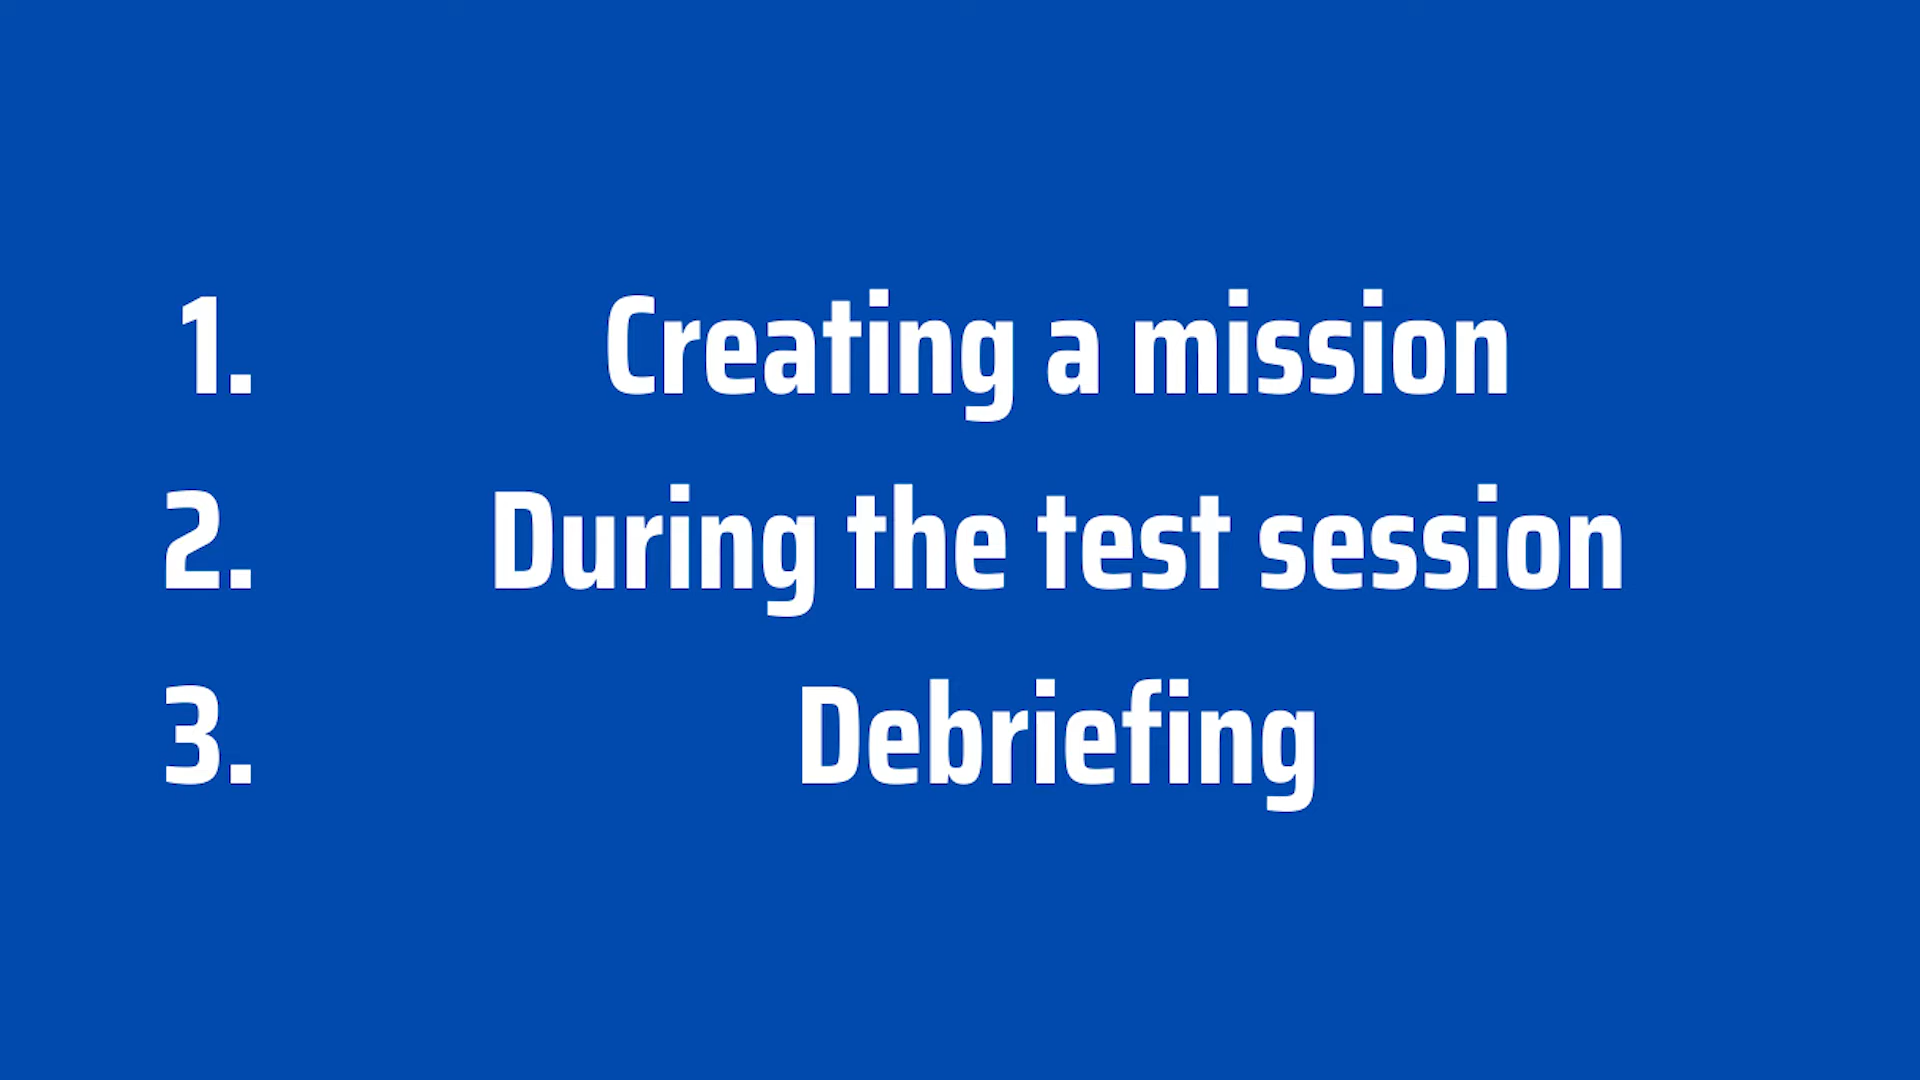 1. Creating a mission
2. During the test session
3. Debriefing